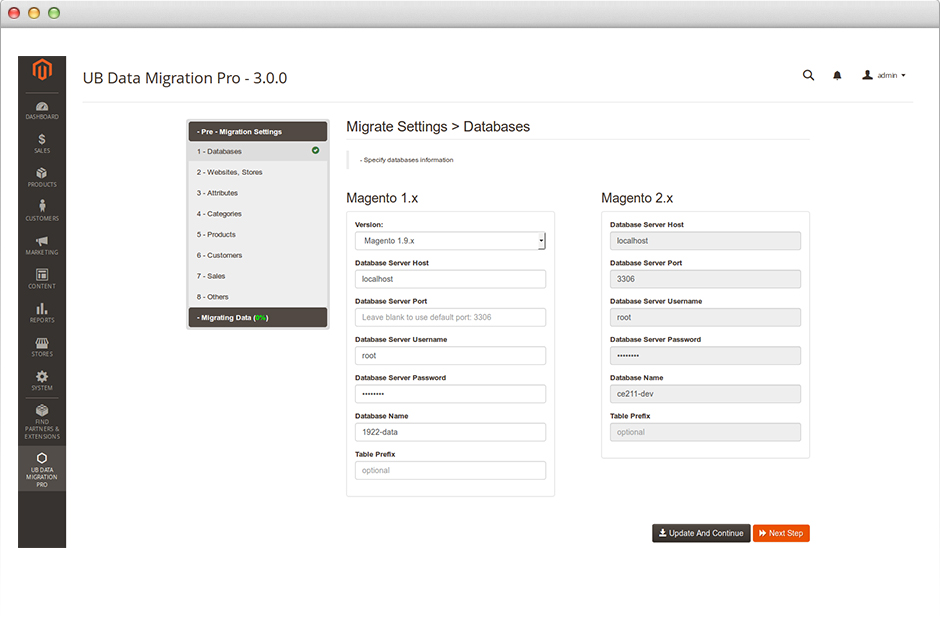 UB Data Migration Pro - 3.0.0
admin
DASHBOARD
$
SALES
PRODUCTS
CUSTOMERS
MARKETING
CONTENT
REPORTS
STORES
SYSTEM
FIND
PARTNERS &
EXTENSIONS
UB DATA
MIGRATION
PRO
- Pre - Migration Settings
1 - Databases
2 - Websites, Stores
3 - Attributes
4 - Categories
5 - Products
6 - Customers
7 - Sales
8 - Others
- Migrating Data (0%)
Migrate Settings > Databases
- Specify databases information
Magento 1.x
Version:
Magento 1.9.x
Database Server Host
localhost
Database Server Port
Leave blank to use default port: 3306
Database Server Username
root
Database Server Password
••••••••
Database Name
1922-data
Table Prefix
optional
Magento 2.x
Database Server Host
localhost
Database Server Port
3306
Database Server Username
root
Database Server Password
••••••••
Database Name
ce211-dev
Table Prefix
optional
Update And Continue
Next Step